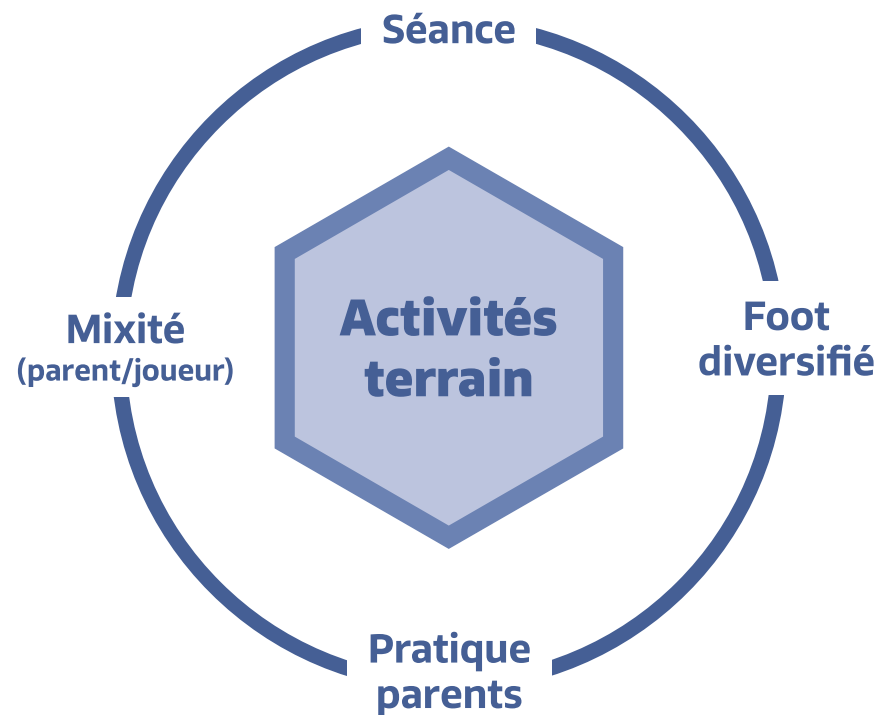 Séance
Activités
terrain
Mixité
(parent/joueur)
Foot
diversifié
Pratique
parents